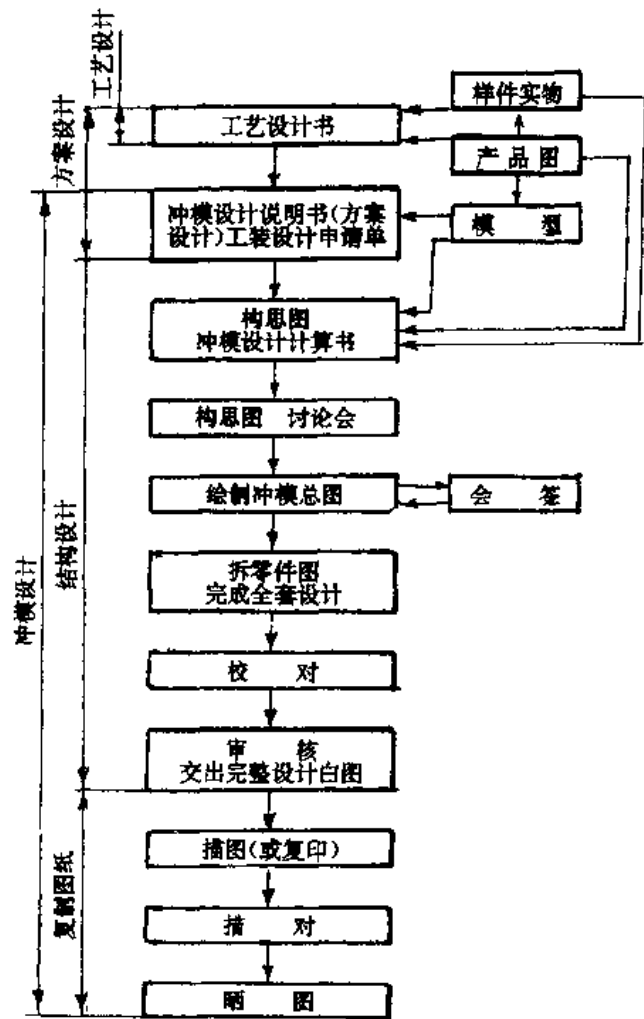 工艺设计
方案设计
冲模设计
结构设计
复制图纸
样件实物
工艺设计书
产品图
冲模设计说明书(方案
设计)工装设计申请单
模 型
构思图
冲模设计计算书
构思图 讨论会
绘制冲模总图
会 签
拆零件图
完成全套设计
校 对
审 核
交出完整设计白图
描图(或复印)
描 对
晒 图